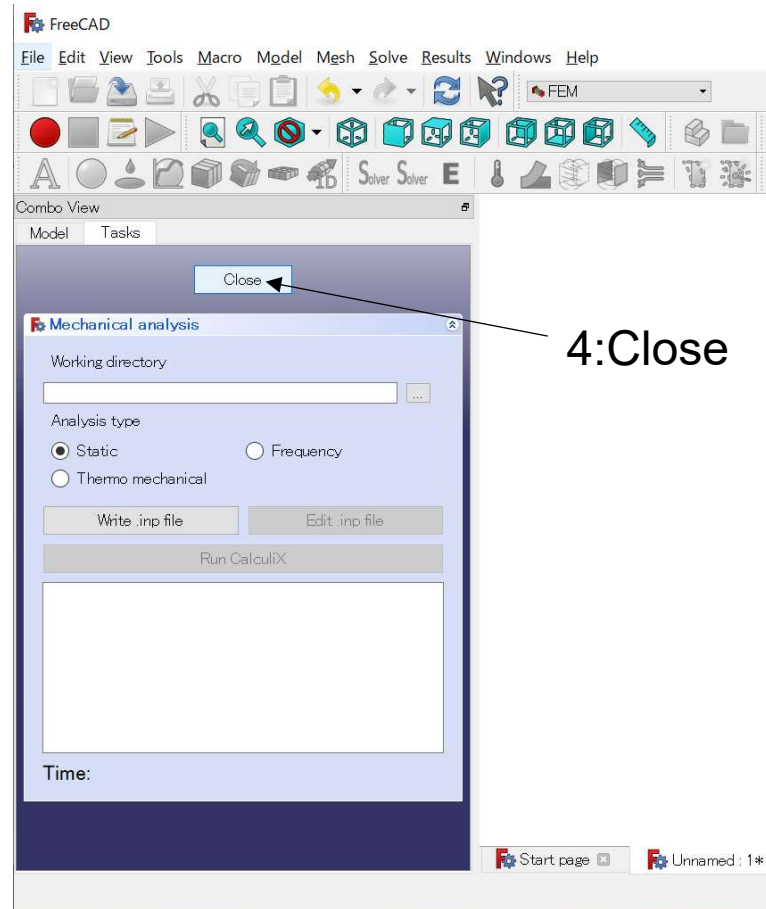 FreeCAD
File Edit View Tools Macro Model Mesh Solve Results Windows Help
FEM
A 4D Solver Solver E
Combo View
Model Tasks
Close
4:Close
Mechanical analysis
Working directory
...
Analysis type
Static Frequency
Thermo mechanical
Write .inp file Edit .inp file
Run CalculiX
Time:
Start page Unnamed : 1*